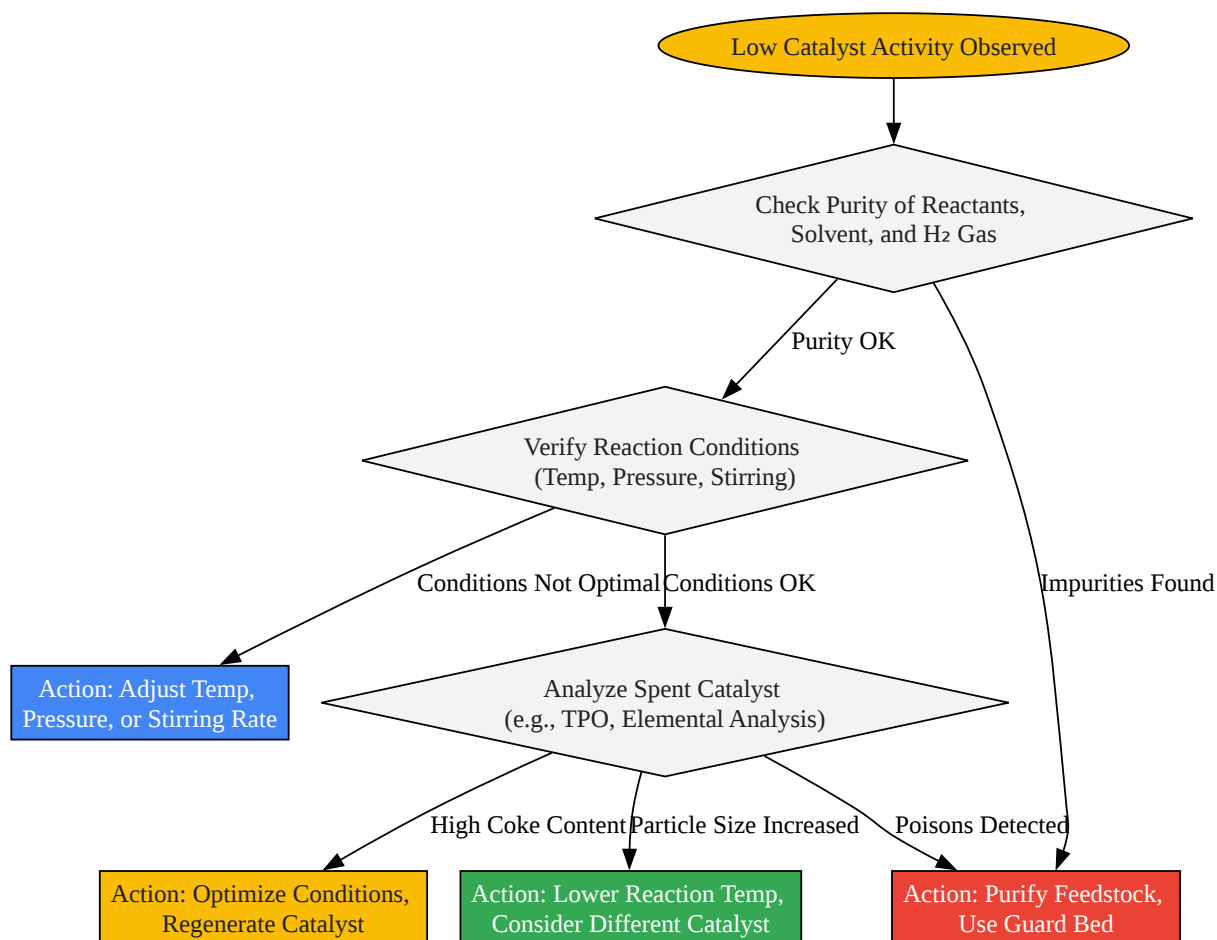 Low Catalyst Activity Observed
Check Purity of Reactants,
Solvent, and H₂ Gas
Purity OK
Verify Reaction Conditions
(Temp, Pressure, Stirring)
Conditions Not Optimal
Conditions OK
Impurities Found
Action: Adjust Temp,
Pressure, or Stirring Rate
Analyze Spent Catalyst
(e.g., TPO, Elemental Analysis)
High Coke Content
Particle Size Increased
Poisons Detected
Action: Optimize Conditions,
Regenerate Catalyst
Action: Lower Reaction Temp,
Consider Different Catalyst
Action: Purify Feedstock,
Use Guard Bed